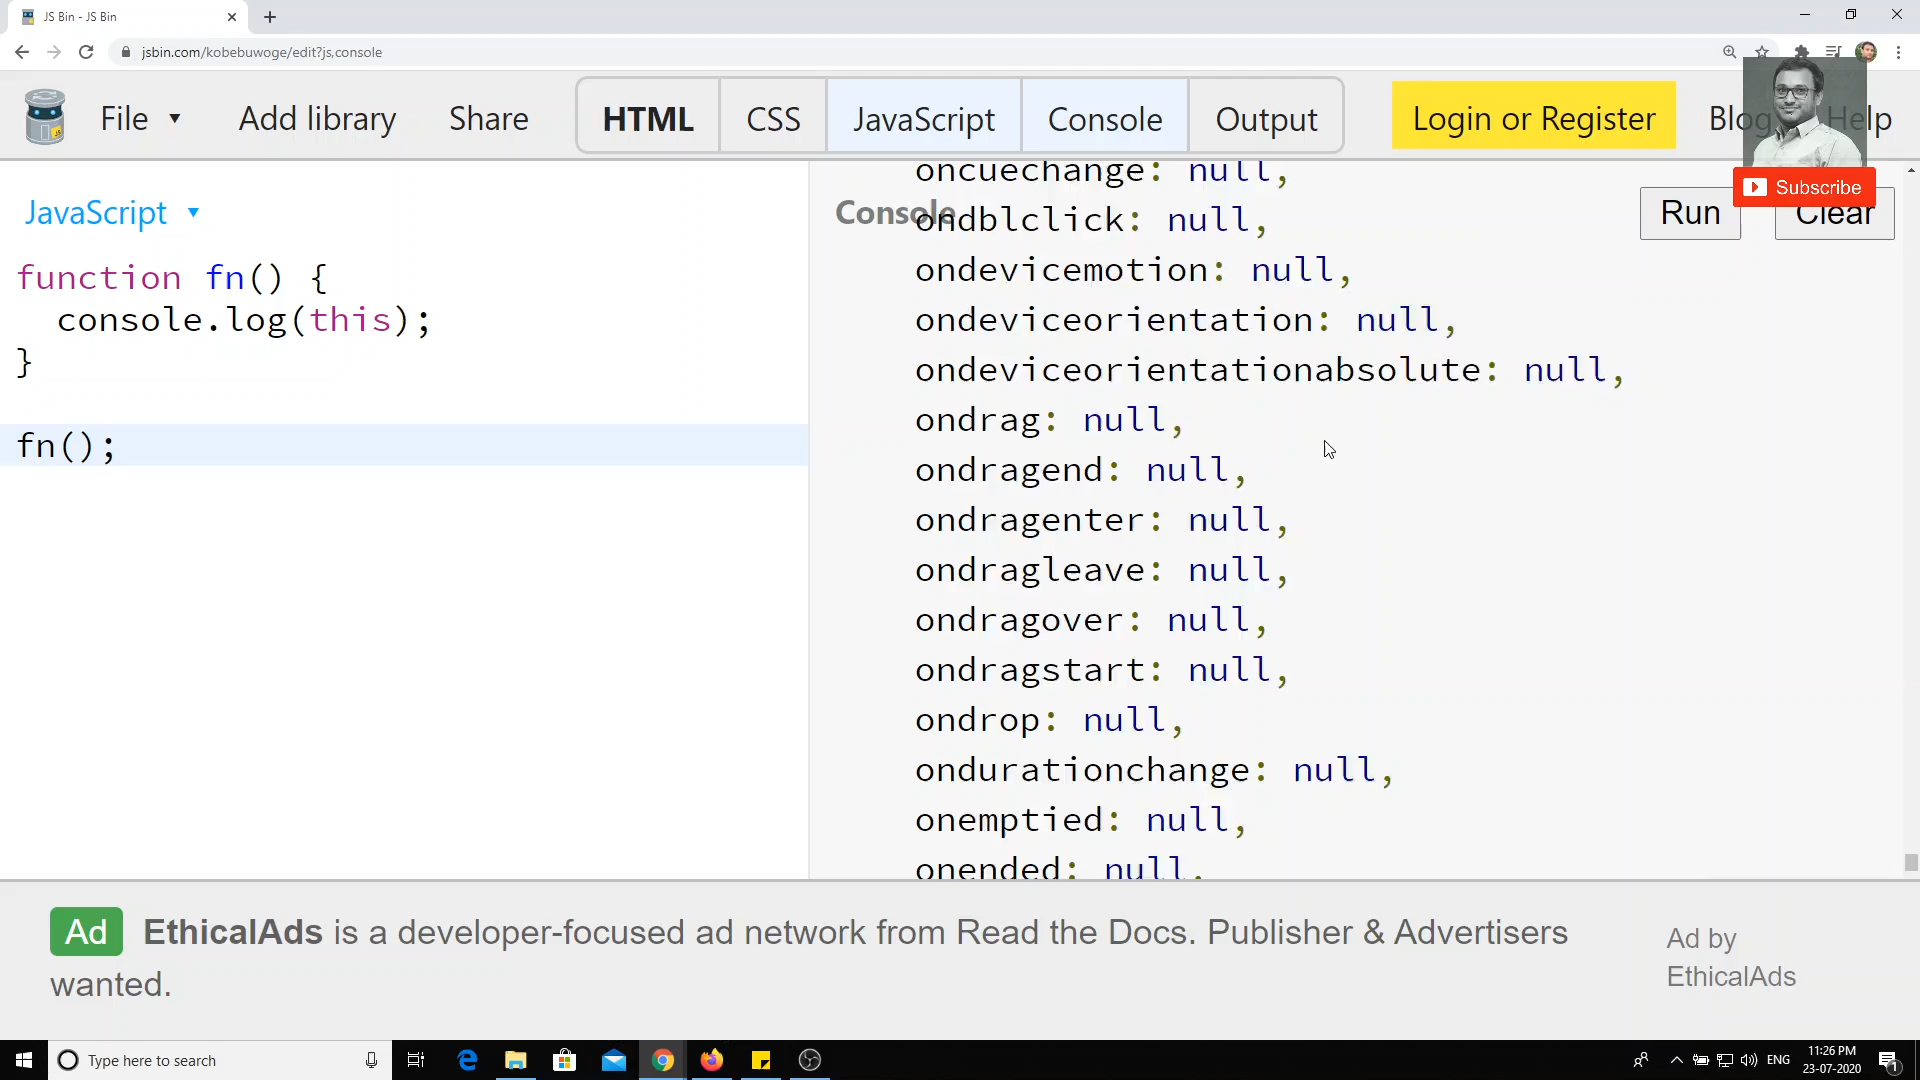 JS Bin - JS Bin
jsbin.com/kobebuwoge/edit?js,console
File Add library Share HTML CSS JavaScript Console Output Login or Register Blog Help
Subscribe
JavaScript
function fn() {
console.log(this);
}
fn();
Console
Run Clear
oncuechange: null,
ondblclick: null,
ondevicemotion: null,
ondeviceorientation: null,
ondeviceorientationabsolute: null,
ondrag: null,
ondragend: null,
ondragenter: null,
ondragleave: null,
ondragover: null,
ondragstart: null,
ondrop: null,
ondurationchange: null,
onemptied: null,
onended: null,
Ad EthicalAds is a developer-focused ad network from Read the Docs. Publisher & Advertisers
wanted.
Ad by
EthicalAds
Type here to search
ENG
11:26 PM
23-07-2020
1